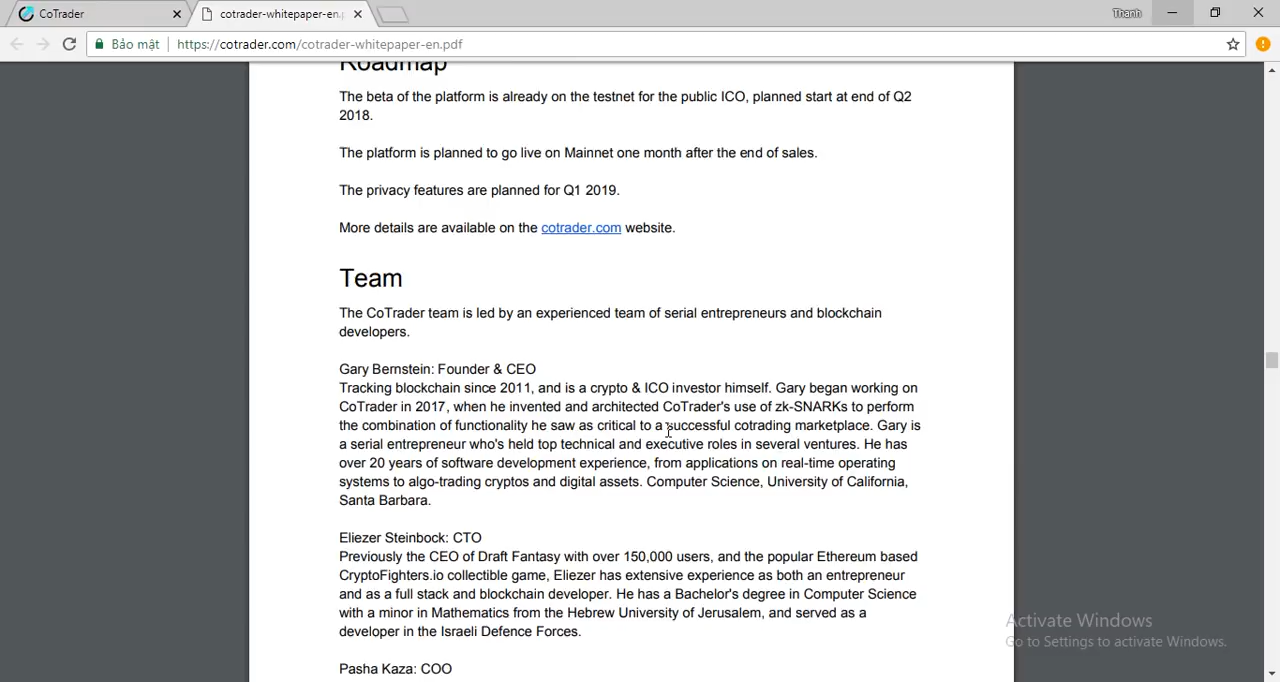 CoTrader
cotrader-whitepaper-en.p
Thanh
Bảo mật
https://cotrader.com/cotrader-whitepaper-en.pdf
Roadmap
The beta of the platform is already on the testnet for the public ICO, planned start at end of Q2
2018.
The platform is planned to go live on Mainnet one month after the end of sales.
The privacy features are planned for Q1 2019.
More details are available on the cotrader.com website.
Team
The CoTrader team is led by an experienced team of serial entrepreneurs and blockchain
developers.
Gary Bernstein: Founder & CEO
Tracking blockchain since 2011, and is a crypto & ICO investor himself. Gary began working on
CoTrader in 2017, when he invented and architected CoTrader's use of zk-SNARKs to perform
the combination of functionality he saw as critical to a successful cotrading marketplace. Gary is
a serial entrepreneur who's held top technical and executive roles in several ventures. He has
over 20 years of software development experience, from applications on real-time operating
systems to algo-trading cryptos and digital assets. Computer Science, University of California,
Santa Barbara.
Eliezer Steinbock: CTO
Previously the CEO of Draft Fantasy with over 150,000 users, and the popular Ethereum based
CryptoFighters.io collectible game, Eliezer has extensive experience as both an entrepreneur
and as a full stack and blockchain developer. He has a Bachelor's degree in Computer Science
with a minor in Mathematics from the Hebrew University of Jerusalem, and served as a
developer in the Israeli Defence Forces.
Pasha Kaza: COO
Activate Windows
Go to Settings to activate Windows.